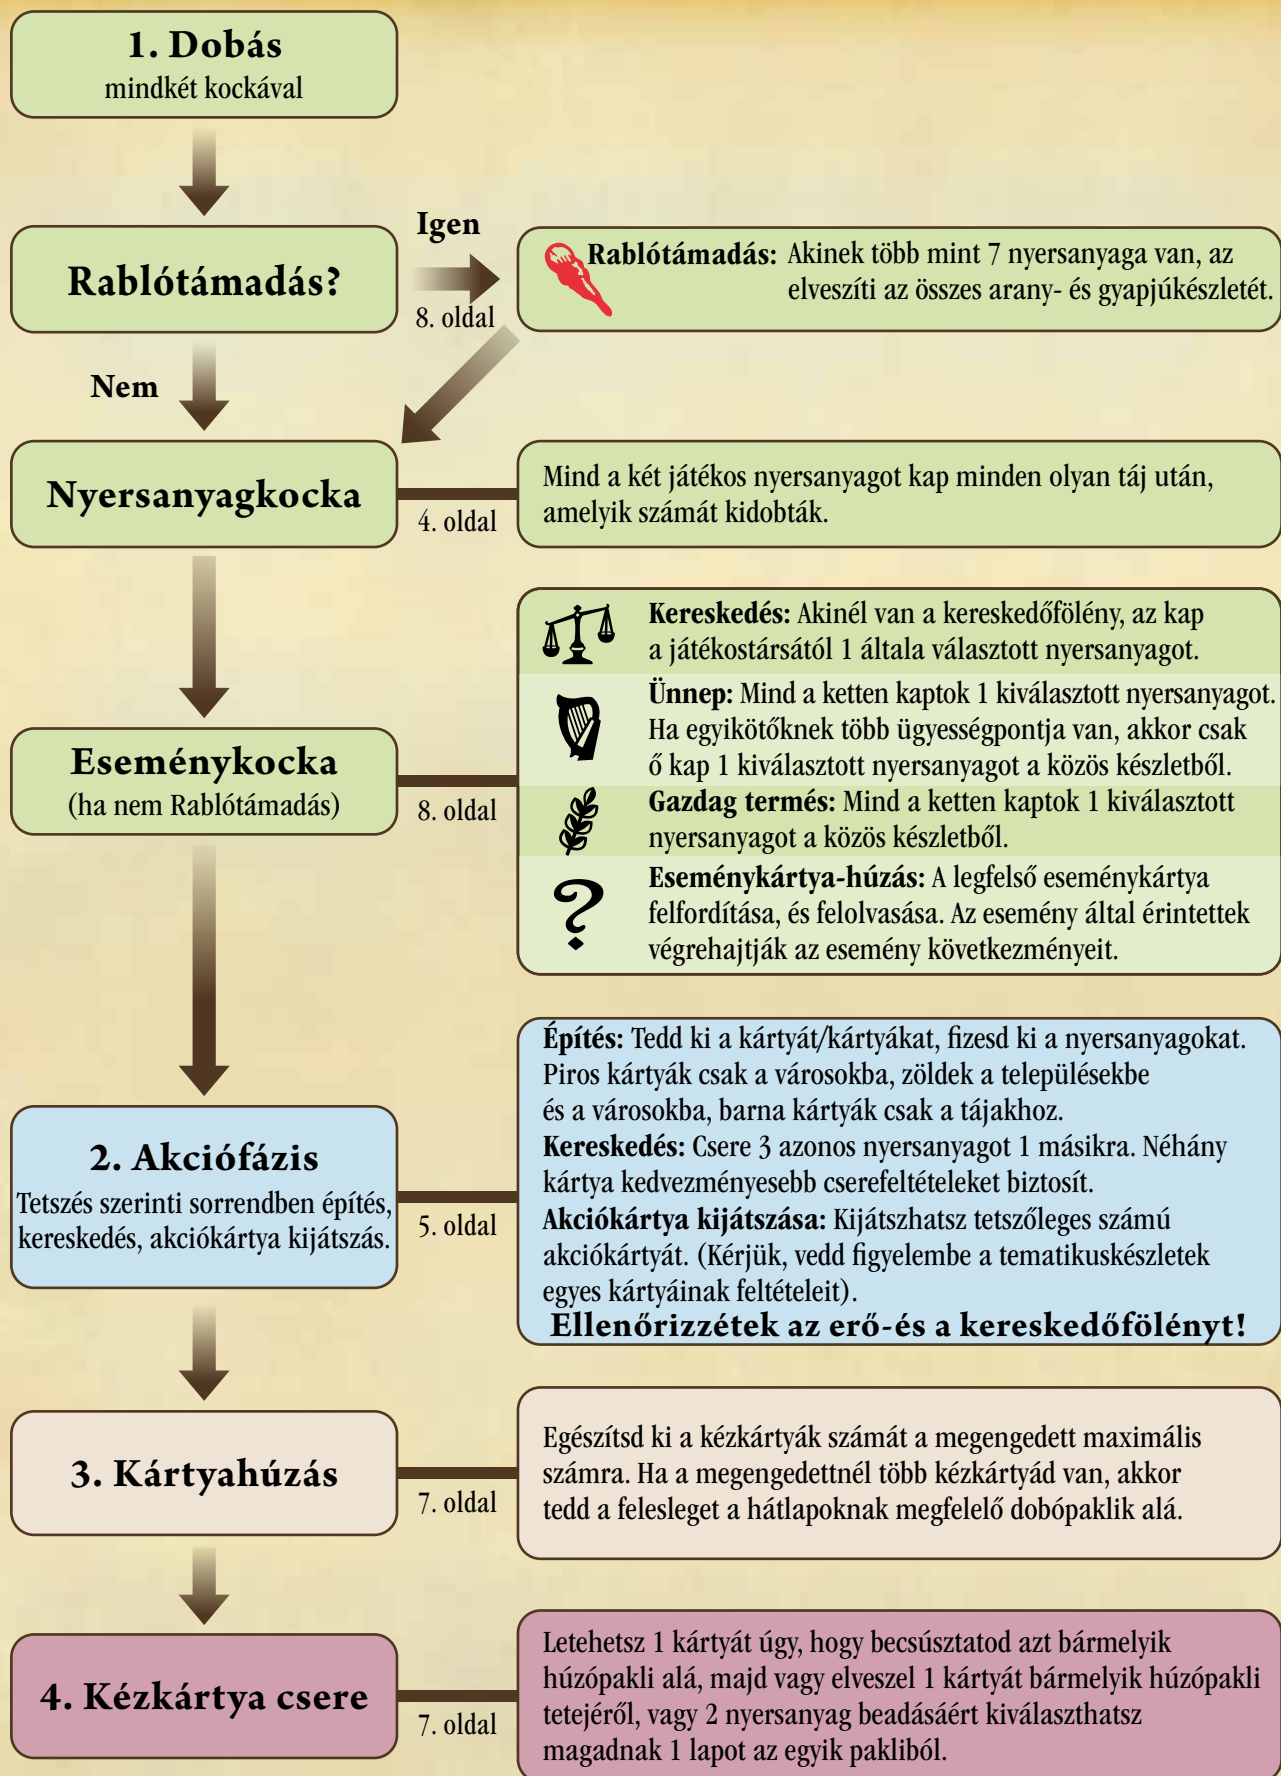 1. Dobás
mindkét kockával
Rablótámadás?
Igen
8. oldal
Rablótámadás: Akinek több mint 7 nyersanyaga van, az
elveszíti az összes arany- és gyapjúkészletét.
Nem
Nyersanyagkocka
4. oldal
Mind a két játékos nyersanyagot kap minden olyan táj után,
amelyik számát kidobták.
Eseménykocka
(ha nem Rablótámadás)
8. oldal
Kereskedés: Akinél van a kereskedőfölény, az kap
a játékostársától 1 általa választott nyersanyagot.
Ünnep: Mind a ketten kaptok 1 kiválasztott nyersanyagot.
Ha egyikötőknek több ügyességpontja van, akkor csak
ő kap 1 kiválasztott nyersanyagot a közös készletből.
Gazdag termés: Mind a ketten kaptok 1 kiválasztott
nyersanyagot a közös készletből.
?
Eseménykártya-húzás: A legfelső eseménykártya
felfordítása, és felolvasása. Az esemény által érintettek
végrehajtják az esemény következményeit.
2. Akciófázis
Tetszés szerinti sorrendben építés,
kereskedés, akciókártya kijátszás.
5. oldal
Építés: Tedd ki a kártyát/kártyákat, fizesd ki a nyersanyagokat.
Piros kártyák csak a városokba, zöldek a településekbe
és a városokba, barna kártyák csak a tájakhoz.
Kereskedés: Csere 3 azonos nyersanyagot 1 másikra. Néhány
kártya kedvezményesebb cserefeltételeket biztosít.
Akciókártya kijátszása: Kijátszhatsz tetszőleges számú
akciókártyát. (Kérjük, vedd figyelembe a tematikuskészletek
egyes kártyáinak feltételeit).
Ellenőrizzétek az erő-és a kereskedőfölényt!
3. Kártyahúzás
7. oldal
Egészítsd ki a kézkártyák számát a megengedett maximális
számra. Ha a megengedettnél több kézkártyád van, akkor
tedd a felesleget a hátlapoknak megfelelő dobópaklik alá.
4. Kézkártya csere
7. oldal
Letehetsz 1 kártyát úgy, hogy becsúsztatod azt bármelyik
húzópakli alá, majd vagy elveszel 1 kártyát bármelyik húzópakli
tetejéről, vagy 2 nyersanyag beadásáért kiválaszthatsz
magadnak 1 lapot az egyik pakliból.